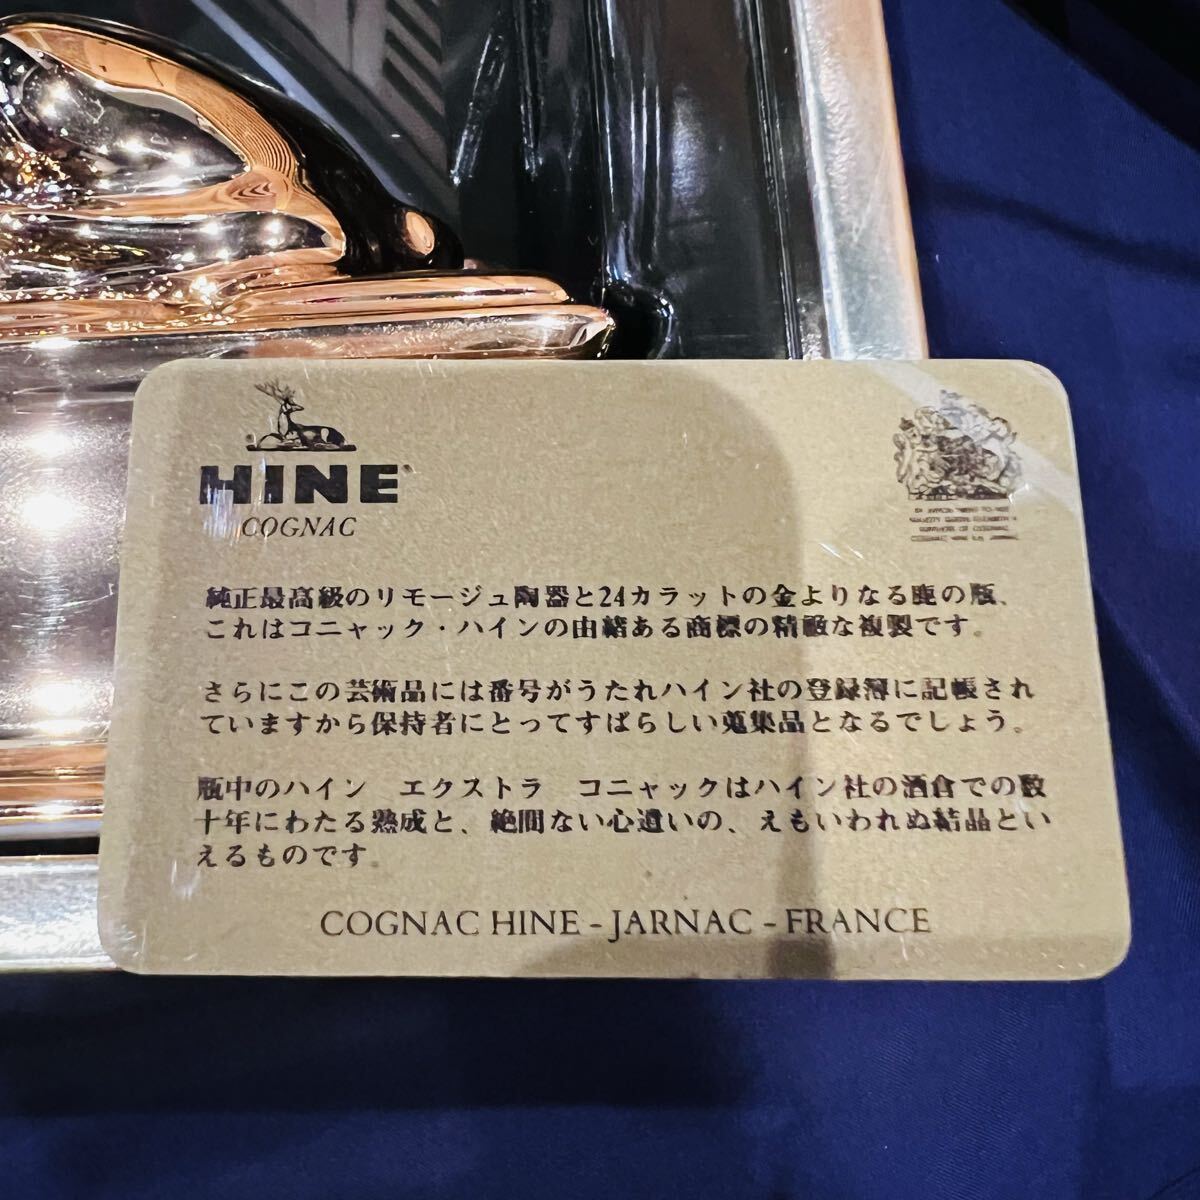 HINE
COGNAC
純正最高級のリモージュ陶器と24カラットの金よりなる鹿の瓶、
これはコニャック・ハインの由緒ある商標の精緻な複製です。
さらにこの芸術品には番号がうたれハイン社の登録簿に記帳され
ていますから保持者にとってすばらしい蒐集品となるでしょう。
瓶中のハイン　エクストラ　コニャックはハイン社の酒倉での数
十年にわたる熟成と、絶間ない心遣いの、えもいわれぬ結晶とい
えるものです。
COGNAC HINE - JARNAC - FRANCE